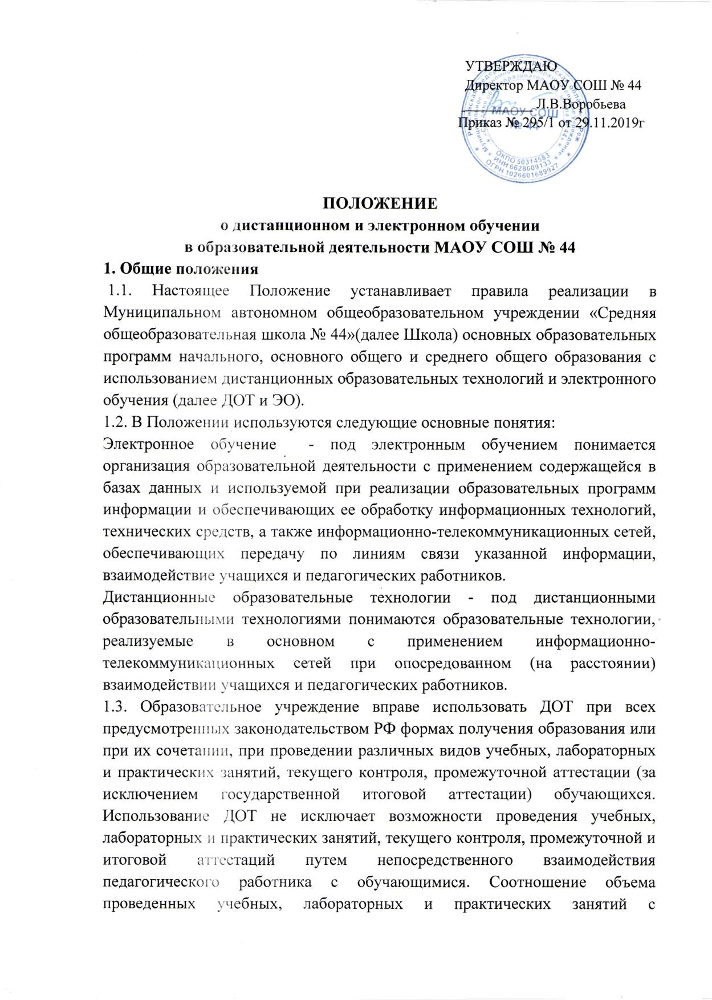 УТВЕРЖДАЮ
Директор МАОУ СОШ № 44
____________ Л.В.Воробьева
Приказ № 295/1 от 29.11.2019г
МАОУ СОШ
№ 44
ОКПО 50314583
ИНН 6628009133
ОГРН 1026601689927
ПОЛОЖЕНИЕ
о дистанционном и электронном обучении
в образовательной деятельности МАОУ СОШ № 44
1. Общие положения
1.1. Настоящее Положение устанавливает правила реализации в
Муниципальном автономном общеобразовательном учреждении «Средняя
общеобразовательная школа № 44»(далее Школа) основных образовательных
программ начального, основного общего и среднего общего образования с
использованием дистанционных образовательных технологий и электронного
обучения (далее ДОТ и ЭО).
1.2. В Положении используются следующие основные понятия:
Электронное обучение - под электронным обучением понимается
организация образовательной деятельности с применением содержащейся в
базах данных и используемой при реализации образовательных программ
информации и обеспечивающих ее обработку информационных технологий,
технических средств, а также информационно-телекоммуникационных сетей,
обеспечивающих передачу по линиям связи указанной информации,
взаимодействие учащихся и педагогических работников.
Дистанционные образовательные технологии - под дистанционными
образовательными технологиями понимаются образовательные технологии,
реализуемые в основном с применением информационно-
телекоммуникационных сетей при опосредованном (на расстоянии)
взаимодействии учащихся и педагогических работников.
1.3. Образовательное учреждение вправе использовать ДОТ при всех
предусмотренных законодательством РФ формах получения образования или
при их сочетании, при проведении различных видов учебных, лабораторных
и практических занятий, текущего контроля, промежуточной аттестации (за
исключением государственной итоговой аттестации) обучающихся.
Использование ДОТ не исключает возможности проведения учебных,
лабораторных и практических занятий, текущего контроля, промежуточной и
итоговой аттестаций путем непосредственного взаимодействия
педагогического работника с обучающимися. Соотношение объема
проведенных учебных, лабораторных и практических занятий с